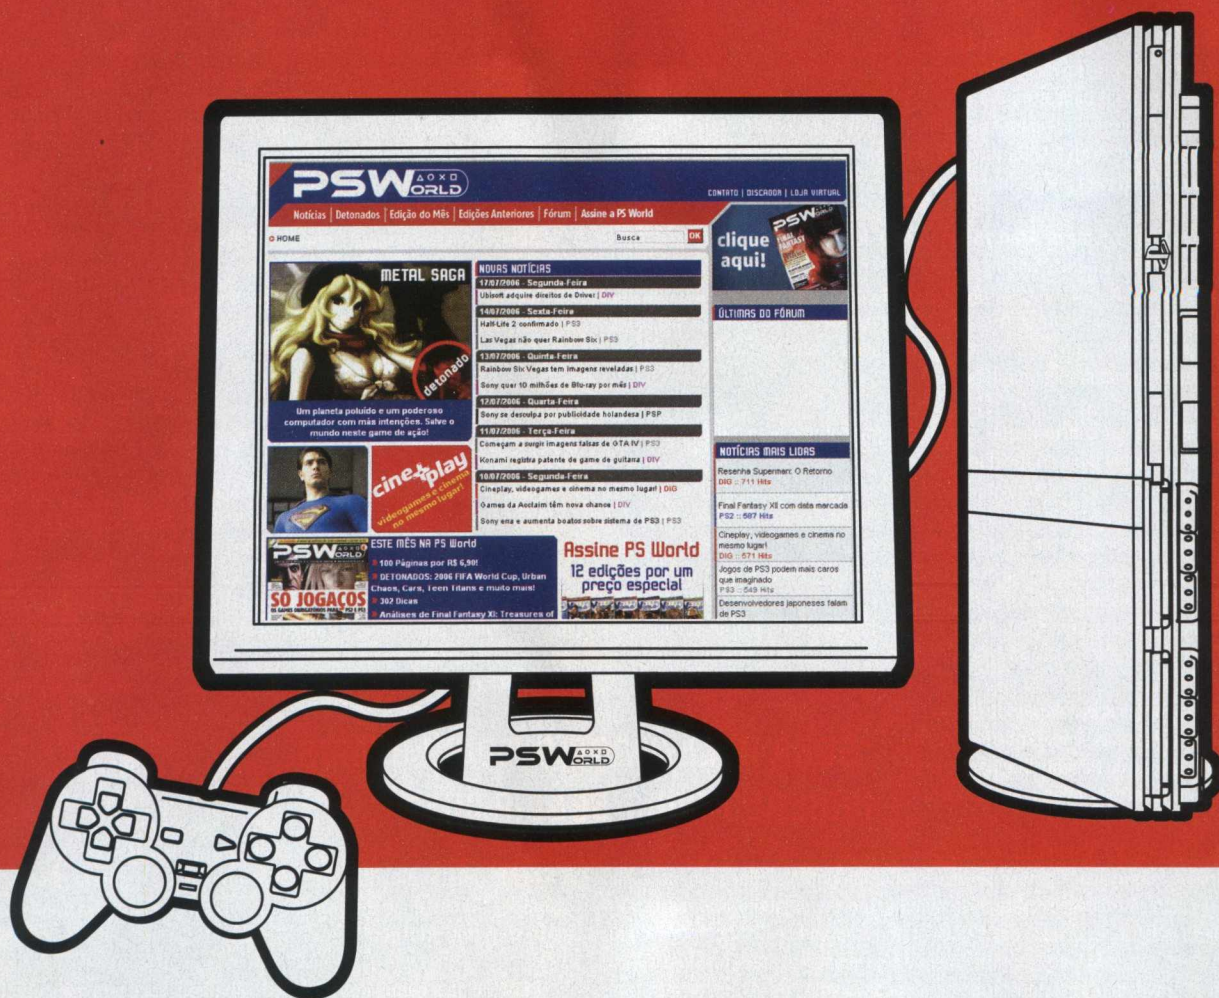 PSWORLD
CONTATO | DISCADOR | LOJA VIRTUAL
Notícias | Detonados | Edição do Mês | Edições Anteriores | Fórum | Assine a PS World
HOME
Busca
OK
clique
aqui!
PSW
FINAL
FANTASY
METAL SAGA
detonado
Um planeta poluído e um poderoso
computador com más intenções. Salve o
mundo neste game de ação!
cine play
videogames e cinema
no mesmo lugar!
NOVAS NOTÍCIAS
17/07/2006 - Segunda-Feira
Ubisoft adquire direitos de Driver | DIV
14/07/2006 - Sexta-Feira
Half-Life 2 confirmado | PS3
Las Vegas não quer Rainbow Six | PS3
13/07/2006 - Quinta-Feira
Rainbow Six Vegas tem imagens reveladas | PS3
Sony quer 10 milhões de Blu-ray por mês | DIV
12/07/2006 - Quarta-Feira
Sony se desculpa por publicidade holandesa | PSP
11/07/2006 - Terça-Feira
Começam a surgir imagens falsas de GTA IV | PS3
Konami registra patente de game de guitarra | DIV
10/07/2006 - Segunda-Feira
Cineplay, videogames e cinema no mesmo lugar! | DIG
Games da Acclaim têm nova chance | DIV
Sony erra e aumenta boatos sobre sistema de PS3 | PS3
ÚLTIMAS DO FÓRUM
NOTÍCIAS MAIS LIDAS
Resenha Superman: O Retorno
DIG :: 711 Hits
Final Fantasy XII com data marcada
PS2 :: 687 Hits
Cineplay, videogames e cinema no
mesmo lugar!
DIG :: 671 Hits
Jogos de PS3 podem mais caros
que imaginado
PS3 :: 549 Hits
Desenvolvedores japoneses falam
de PS3
PSWORLD
SÓ JOGAÇOS
ESTE MÊS NA PS World
100 Páginas por R$ 6,90!
DETONADOS: 2006 FIFA World Cup, Urban
Chaos, Cars, Teen Titans e muito mais!
302 Dicas
Análises de Final Fantasy XI: Treasures of
Assine PS World
12 edições por um
preço especial
PSWORLD